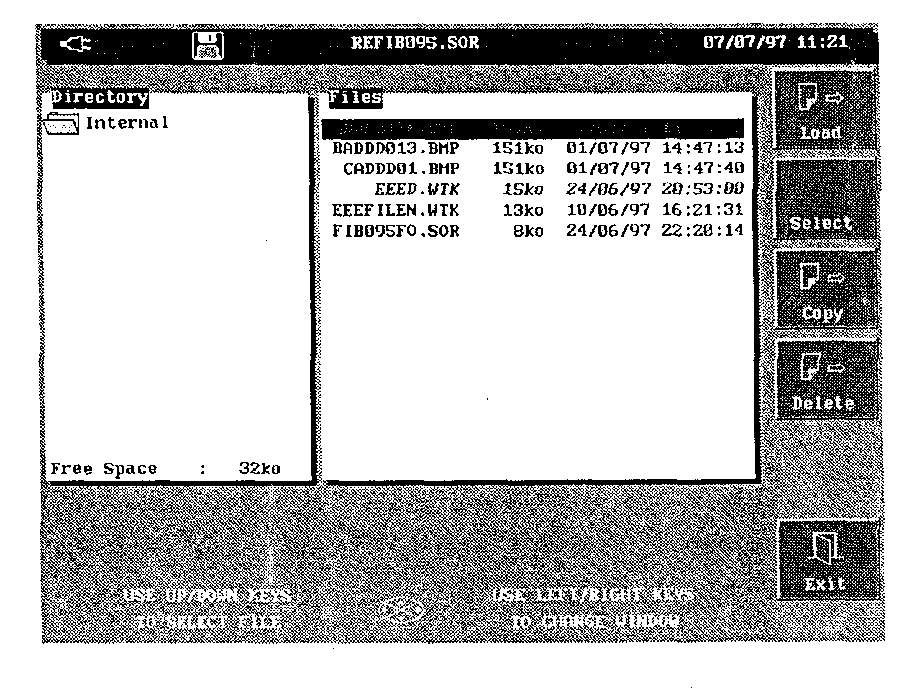 REFIB095.SOR 07/07/97 11:21
Directory
Internal
Free Space : 32ko
Files
BADDD013.BMP 151ko 01/07/97 14:47:13
CADDD01.BMP 151ko 01/07/97 14:47:40
EEED.WTK 15ko 24/06/97 20:53:00
EEEFILEN.WTK 13ko 10/06/97 16:21:31
FIB095FO.SOR 8ko 24/06/97 22:20:14
Load
Select
Copy
Delete
Exit
USE UP/DOWN KEYS
TO SELECT FILE
USE LEFT/RIGHT KEYS
TO CHANGE WINDOW